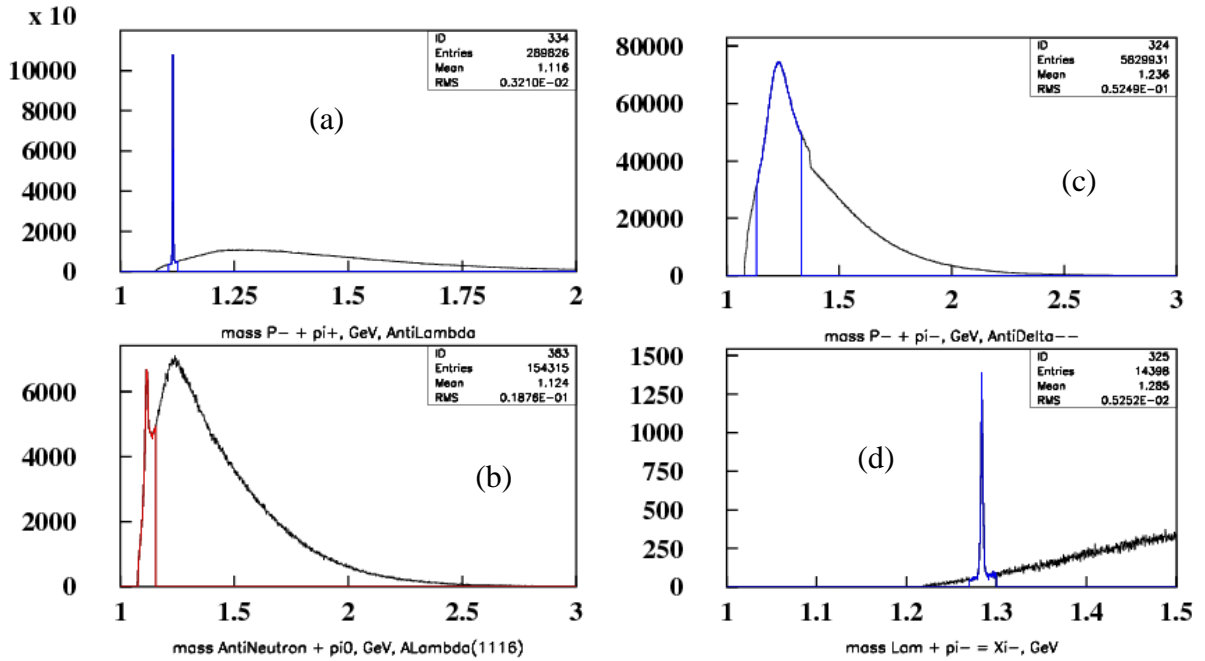 x 10
10000
8000
6000
4000
2000
0
1
1.25
1.5
1.75
2
ID 334
Entries 289826
Mean 1.116
RMS 0.3210E-02
(a)
mass P- + pi+, GeV, AntiLambda
80000
60000
40000
20000
0
1
1.5
2
2.5
3
ID 324
Entries 5829931
Mean 1.236
RMS 0.5249E-01
(c)
mass P- + pi-, GeV, AntiDelta--
6000
4000
2000
0
1
1.5
2
2.5
3
ID 383
Entries 154315
Mean 1.124
RMS 0.1876E-01
(b)
mass AntiNeutron + pi0, GeV, ALambda(1116)
1500
1250
1000
750
500
250
0
1
1.1
1.2
1.3
1.4
1.5
ID 325
Entries 14398
Mean 1.285
RMS 0.5252E-02
(d)
mass Lam + pi- = Xi-, GeV